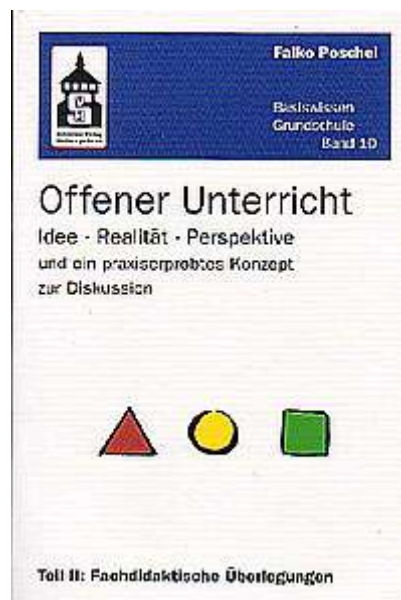 Falko Peschel
Basiswissen
Grundschule
Band 10
Offener Unterricht
Idee · Realität · Perspektive
und ein praxiserprobtes Konzept
zur Diskussion
Teil II: Fachdidaktische Überlegungen